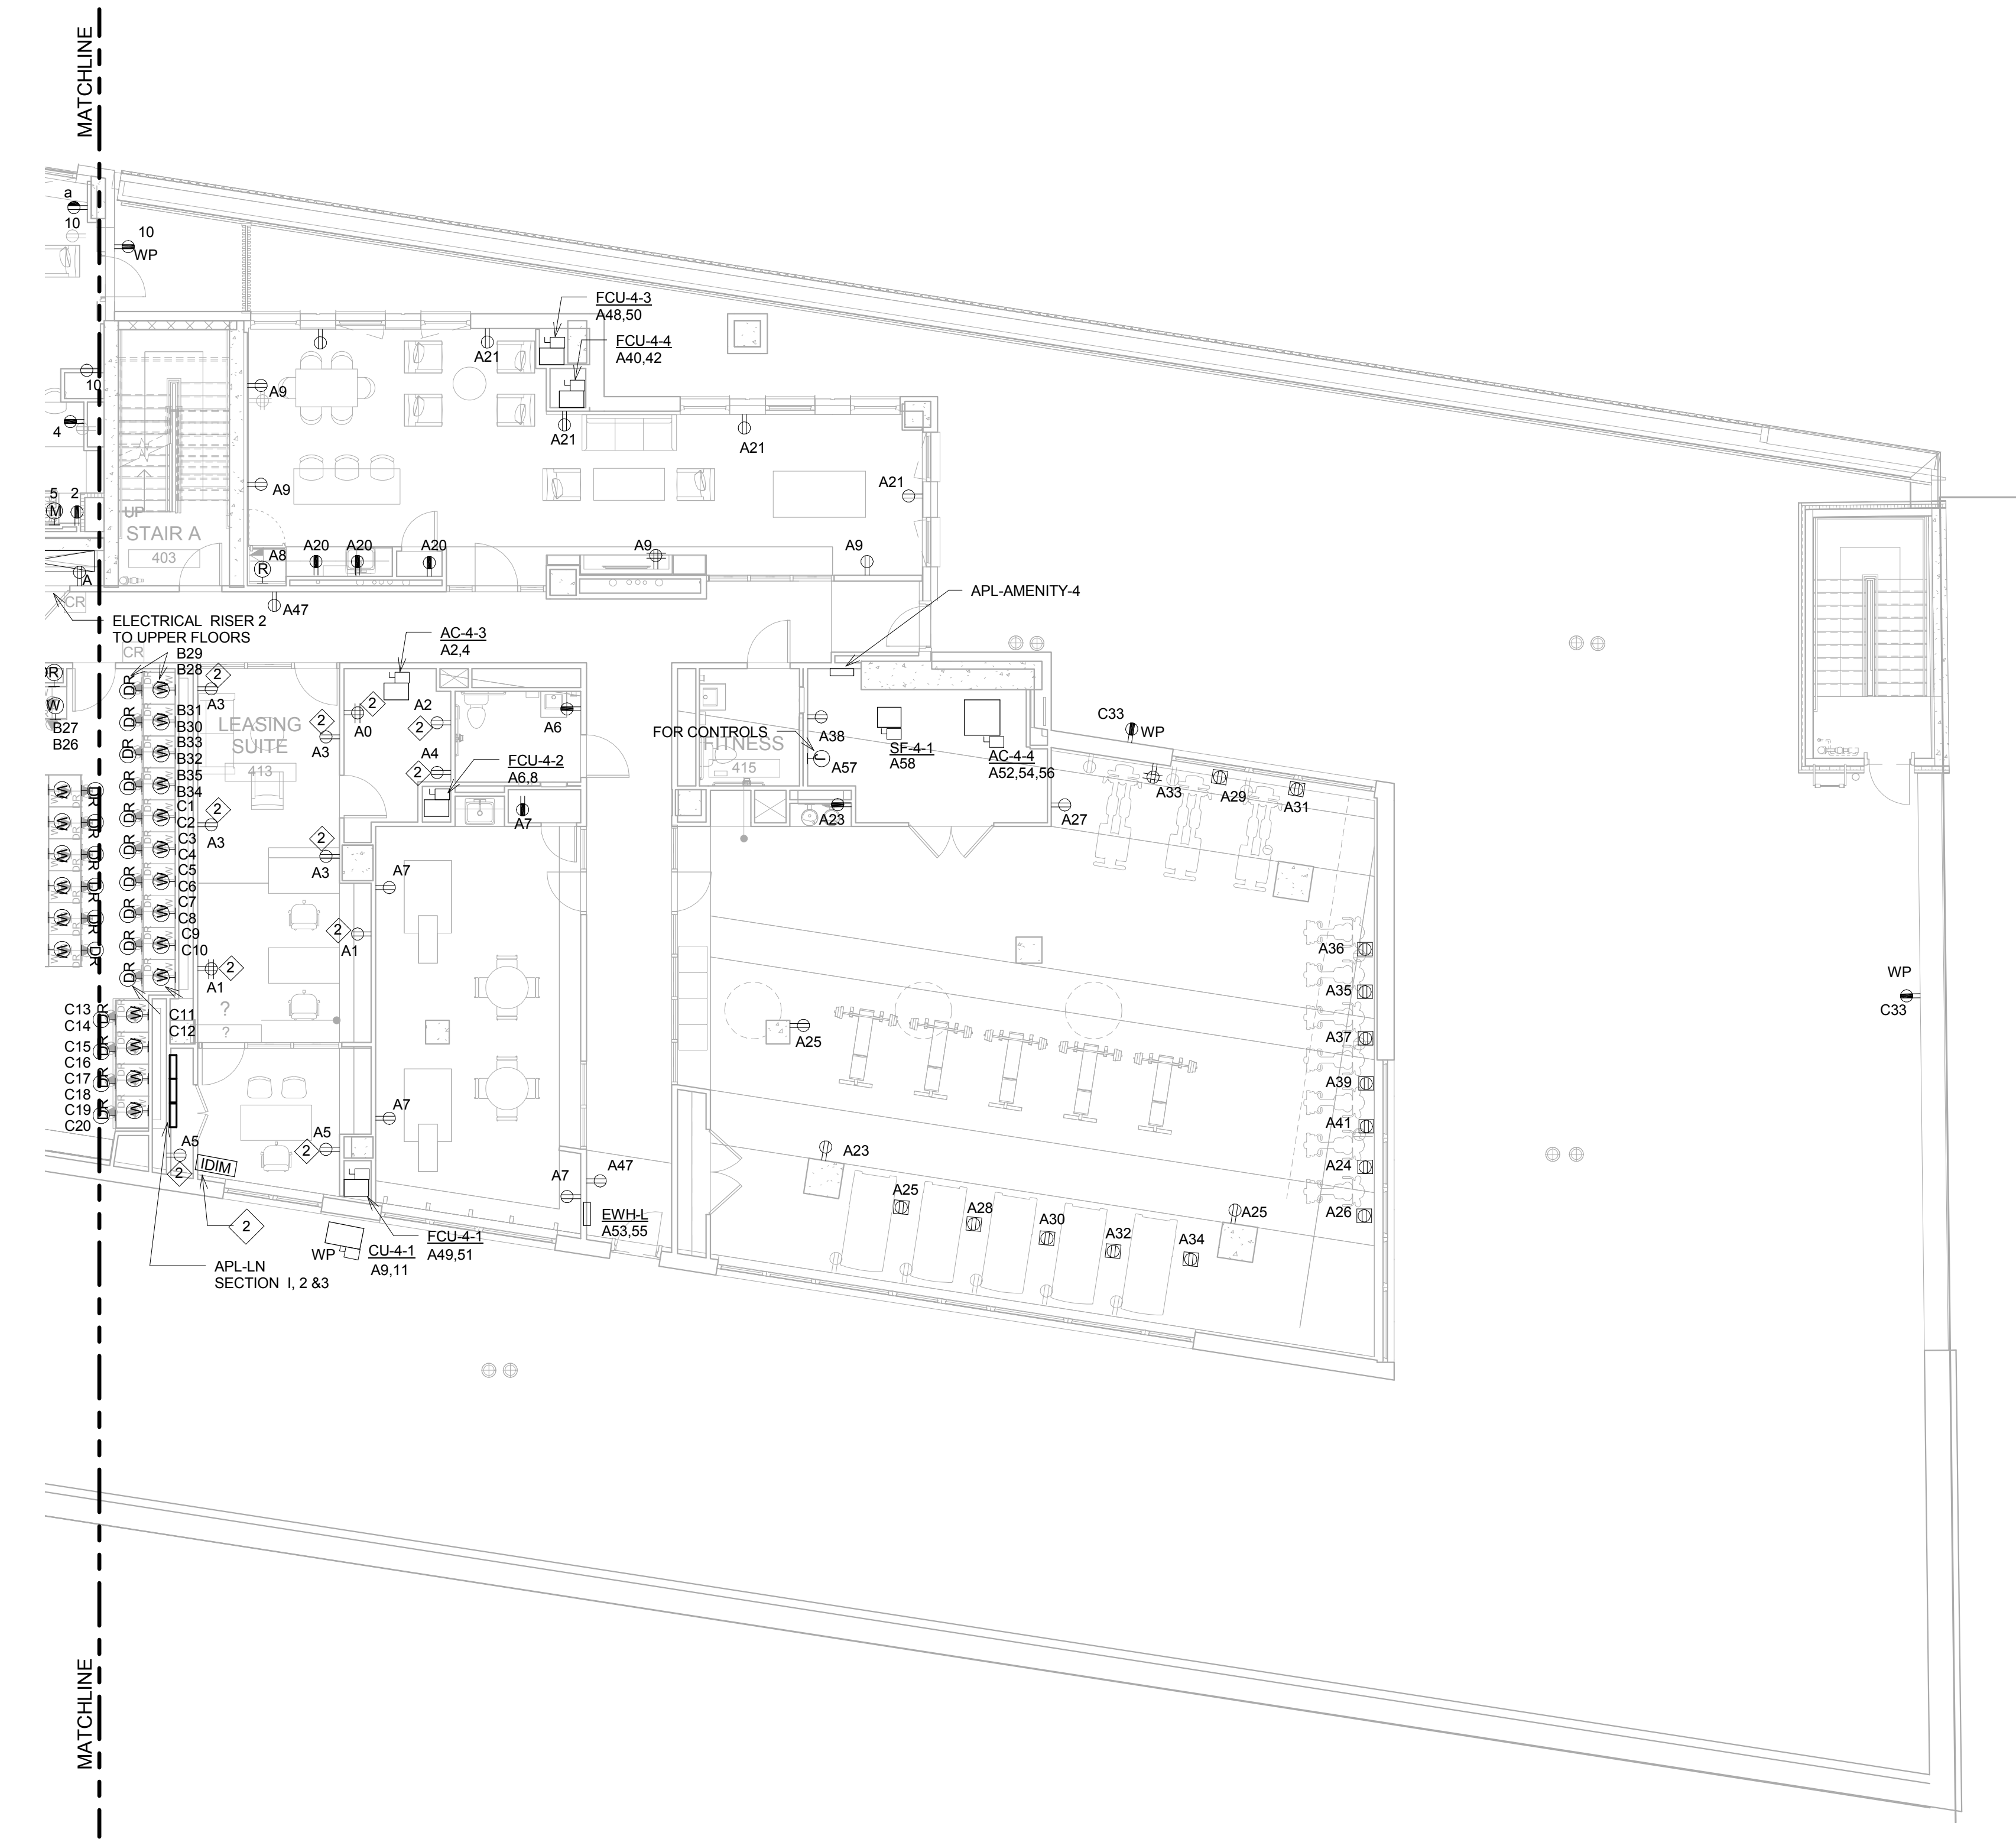 MATCHLINE
a
10
10
WP
FCU-4-3
A48,50
FCU-4-4
A40,42
A21
10
A9
4
A21
A21
A9
A21
5
2
M
UP
STAIR A
403
A8
R
A20
A20
A20
A9
A9
A
CR
A47
APL-AMENITY-4
ELECTRICAL RISER 2
TO UPPER FLOORS
CR
AC-4-3
A2,4
B29
B28
DR
W
B27
B26
DR
W
2
A3
B31
B30
B33
B32
B35
B34
C1
C2
C3
C4
C5
C6
C7
C8
C9
C10
LEASING
SUITE
413
2
A3
2
A0
A2
2
A4
2
A6
FCU-4-2
A6,8
A7
FOR CONTROLS
FITNESS
415
A38
A57
SF-4-1
A58
AC-4-4
A52,54,56
C33
WP
A33
A29
A31
A23
A27
2
A3
2
A3
A7
2
A1
2
A1
?
?
C11
C12
C13
C14
C15
C16
C17
C18
C19
C20
DR
W
A36
A35
A37
A39
A41
A24
A26
WP
C33
A25
A7
A5
2
A5
2
IDIM
2
A7
A47
EWH-L
A53,55
A23
A25
A28
A30
A32
A34
A25
WP
CU-4-1
A9,11
FCU-4-1
A49,51
APL-LN
SECTION I, 2 &3
MATCHLINE